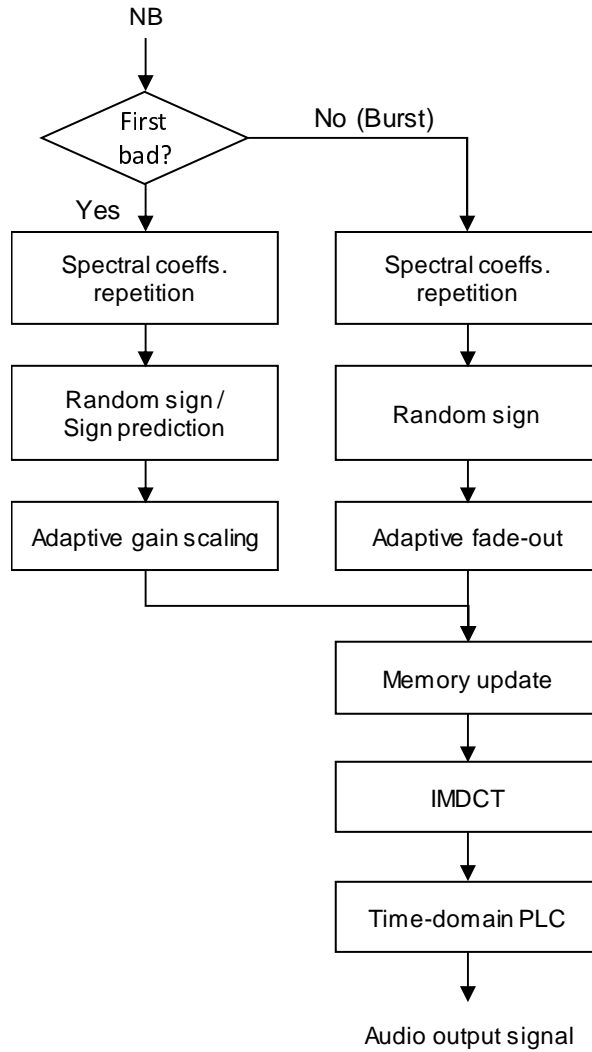 NB
First
bad?
No (Burst)
Yes
Spectral coeffs.
repetition
Spectral coeffs.
repetition
Random sign /
Sign prediction
Random sign
Adaptive gain scaling
Adaptive fade-out
Memory update
IMDCT
Time-domain PLC
Audio output signal